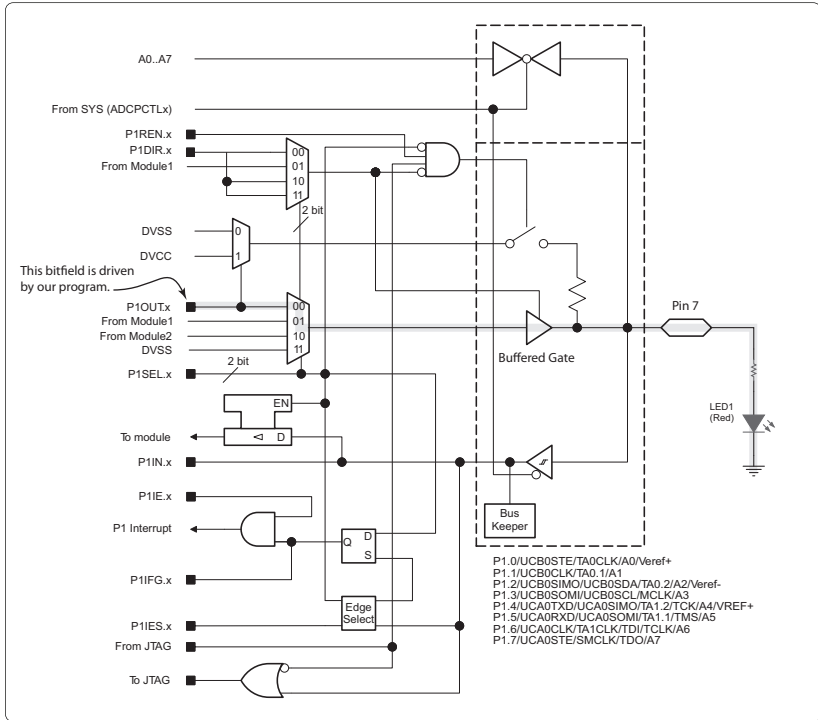 A0..A7
From SYS (ADCPCTLx)
P1REN.x
P1DIR.x
From Module1
00
01
10
11
2 bit
DVSS
0
DVCC
1
This bitfield is driven
by our program.
P1OUT.x
From Module1
From Module2
DVSS
00
01
10
11
Buffered Gate
Pin 7
LED1
(Red)
P1SEL.x
2 bit
EN
To module
D
P1IN.x
P1IE.x
P1 Interrupt
Q
D
S
Bus
Keeper
P1IFG.x
P1IES.x
Edge
Select
From JTAG
To JTAG
P1.0/UCB0STE/TA0CLK/A0/Veref+
P1.1/UCB0CLK/TA0.1/A1
P1.2/UCB0SIMO/UCB0SDA/TA0.2/A2/Veref-
P1.3/UCB0SOMI/UCB0SCL/MCLK/A3
P1.4/UCA0TXD/UCA0SIMO/TA1.2/TCK/A4/VREF+
P1.5/UCA0RXD/UCA0SOMI/TA1.1/TMS/A5
P1.6/UCA0CLK/TA1CLK/TDI/TCLK/A6
P1.7/UCA0STE/SMCLK/TDO/A7